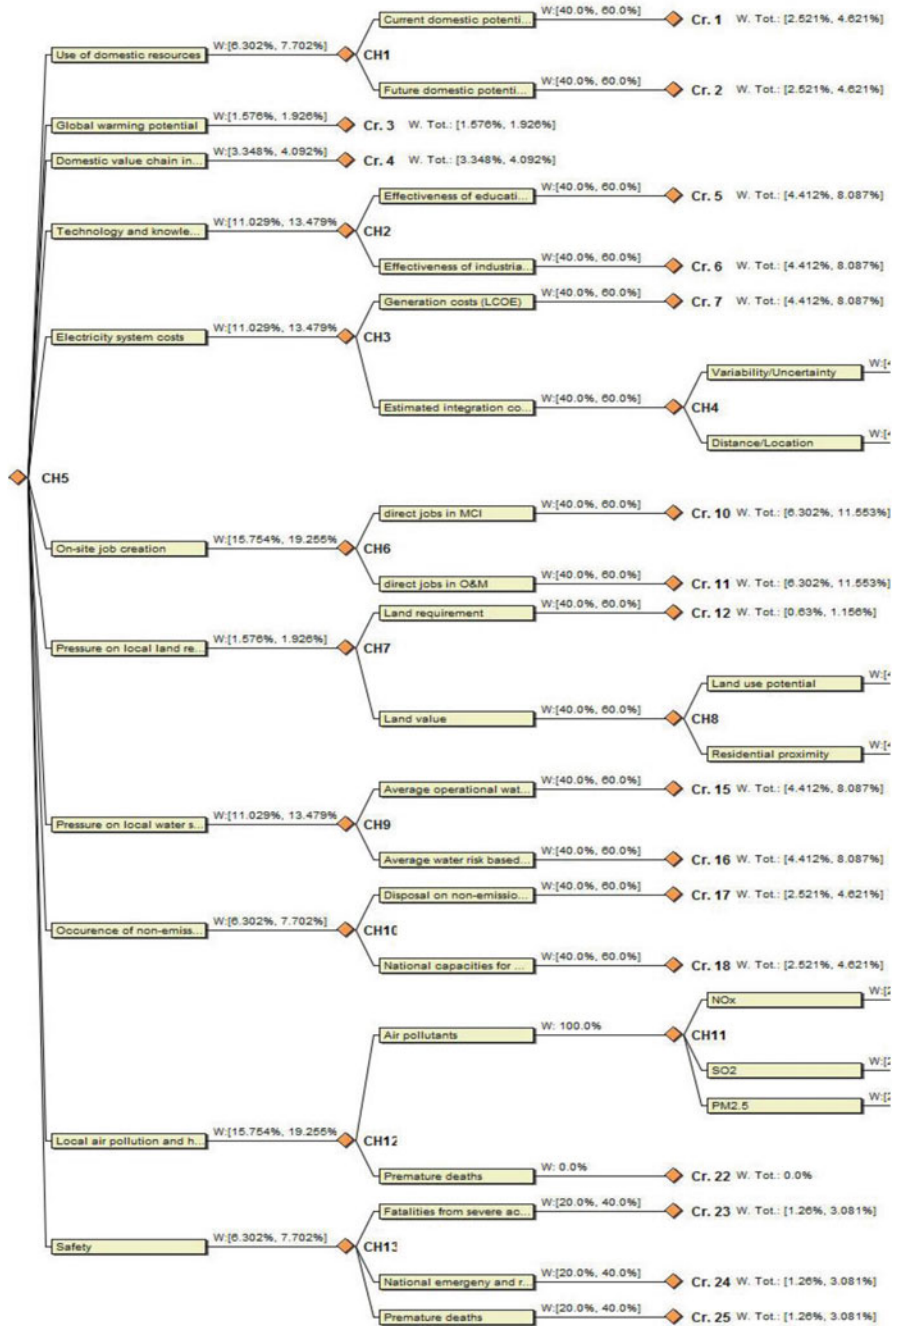 Current domestic potenti... W:[40.0%, 60.0%] Cr. 1 W. Tot.: [2.521%, 4.621%]
Use of domestic resources W:[6.302%, 7.702%] CH1
Future domestic potenti... W:[40.0%, 60.0%] Cr. 2 W. Tot.: [2.521%, 4.621%]
Global warming potential W:[1.576%, 1.926%] Cr. 3 W. Tot.: [1.576%, 1.926%]
Domestic value chain in... W:[3.348%, 4.092%] Cr. 4 W. Tot.: [3.348%, 4.092%]
Effectiveness of educati... W:[40.0%, 60.0%] Cr. 5 W. Tot.: [4.412%, 8.087%]
Technology and knowle... W:[11.029%, 13.479% CH2
Effectiveness of industria... W:[40.0%, 60.0%] Cr. 6 W. Tot.: [4.412%, 8.087%]
Generation costs (LCOE) W:[40.0%, 60.0%] Cr. 7 W. Tot.: [4.412%, 8.087%]
Electricity system costs W:[11.029%, 13.479% CH3
Variability/Uncertainty W:[4
Estimated integration co... W:[40.0%, 60.0%] CH4
Distance/Location W:[4
CH5
direct jobs in MCI W:[40.0%, 60.0%] Cr. 10 W. Tot.: [6.302%, 11.553%]
On-site job creation W:[15.754%, 19.255% CH6
direct jobs in O&M W:[40.0%, 60.0%] Cr. 11 W. Tot.: [6.302%, 11.553%]
Land requirement W:[40.0%, 60.0%] Cr. 12 W. Tot.: [0.63%, 1.156%]
Pressure on local land re... W:[1.576%, 1.926%] CH7
Land use potential W:[4
Land value W:[40.0%, 60.0%] CH8
Residential proximity W:[4
Average operational wat... W:[40.0%, 60.0%] Cr. 15 W. Tot.: [4.412%, 8.087%]
Pressure on local water s... W:[11.029%, 13.479% CH9
Average water risk based... W:[40.0%, 60.0%] Cr. 16 W. Tot.: [4.412%, 8.087%]
Disposal on non-emissio... W:[40.0%, 60.0%] Cr. 17 W. Tot.: [2.521%, 4.621%]
Occurence of non-emiss... W:[6.302%, 7.702%] CH10
National capacities for ... W:[40.0%, 60.0%] Cr. 18 W. Tot.: [2.521%, 4.621%]
NOx W:[2
Air pollutants W: 100.0% CH11
SO2 W:[2
PM2.5 W:[2
Local air pollution and h... W:[15.754%, 19.255% CH12
Premature deaths W: 0.0% Cr. 22 W. Tot.: 0.0%
Fatalities from severe ac... W:[20.0%, 40.0%] Cr. 23 W. Tot.: [1.26%, 3.081%]
Safety W:[6.302%, 7.702%] CH13
National emergeny and r... W:[20.0%, 40.0%] Cr. 24 W. Tot.: [1.26%, 3.081%]
Premature deaths W:[20.0%, 40.0%] Cr. 25 W. Tot.: [1.26%, 3.081%]